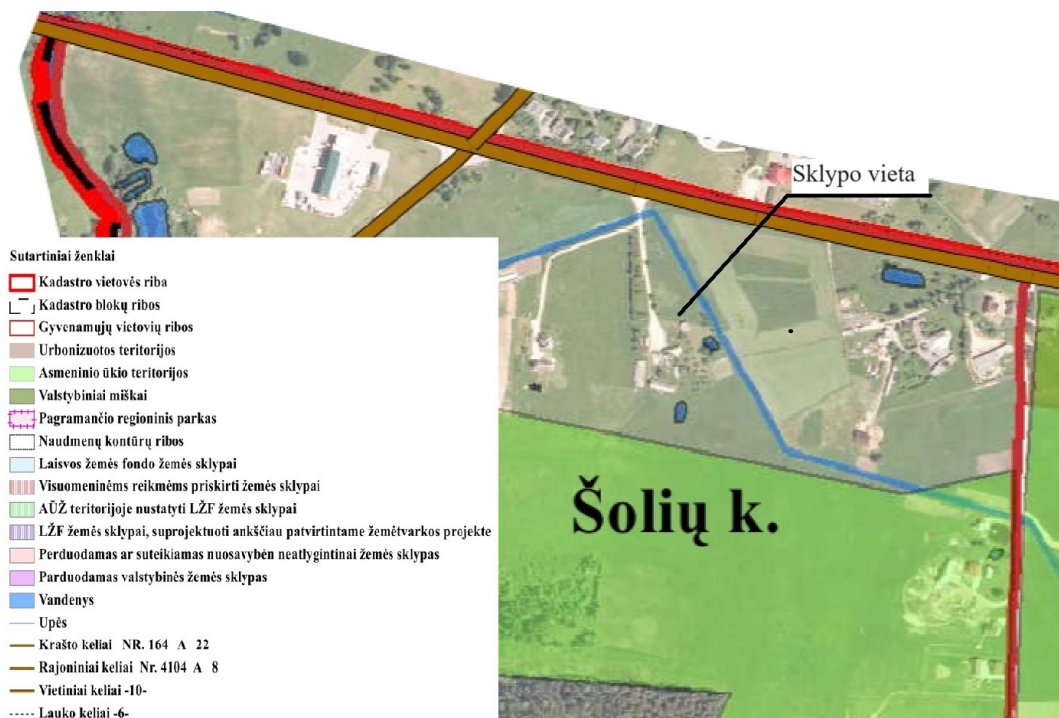 Sklypo vieta
Sutartiniai ženklai
Kadastro vietovės riba
Kadastro blokų ribos
Gyvenamųjų vietovių ribos
Urbonizuotos teritorijos
Asmeninio ūkio teritorijos
Valstybiniai miškai
Pagramančio regioninis parkas
Naudmenų kontūrų ribos
Laisvos žemės fondo žemės sklypai
Visuomeninėms reikmėms priskirti žemės sklypai
AŪŽ teritorijoje nustatyti LŽF žemės sklypai
LŽF žemės sklypai, suprojektuoti ankščiau patvirtintame žemėtvarkos projekte
Perduodamas ar suteikiamas nuosavybėn neatlygintinai žemės sklypas
Parduodamas valstybinės žemės sklypas
Vandenys
Upės
Krašto keliai NR. 164 A 22
Rajoniniai keliai Nr. 4104 A 8
Vietiniai keliai -10-
Lauko keliai -6-
Šolių k.